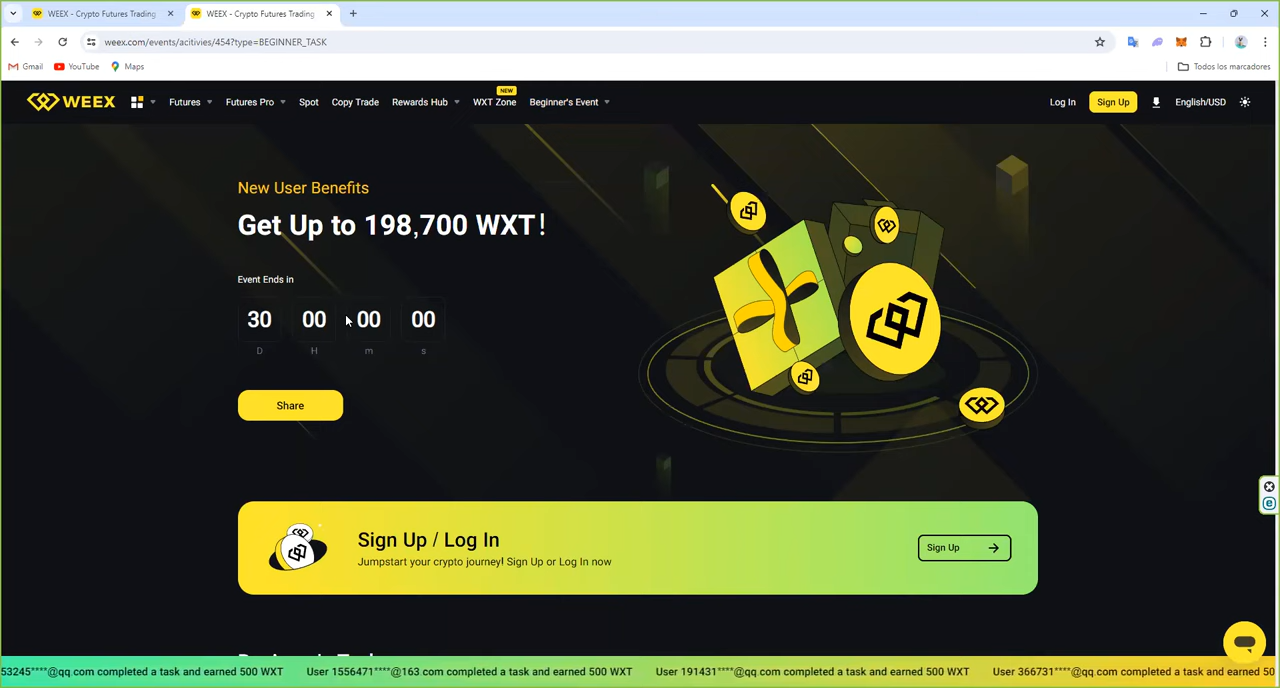 WEEX - Crypto Futures Trading
WEEX - Crypto Futures Trading
weex.com/events/acitivies/454?type=BEGINNER_TASK
Gmail YouTube Maps Todos los marcadores
NEW
WEEX Futures Futures Pro Spot Copy Trade Rewards Hub WXT Zone Beginner's Event Log In Sign Up English/USD
New User Benefits
Get Up to 198,700 WXT!
Event Ends in
30 00 00 00
D H m s
Share
Sign Up / Log In
Jumpstart your crypto journey! Sign Up or Log In now
Sign Up
53245****@qq.com completed a task and earned 500 WXT User 1556471****@163.com completed a task and earned 500 WXT User 191431****@qq.com completed a task and earned 500 WXT User 366731****@qq.com completed a task and earned 50